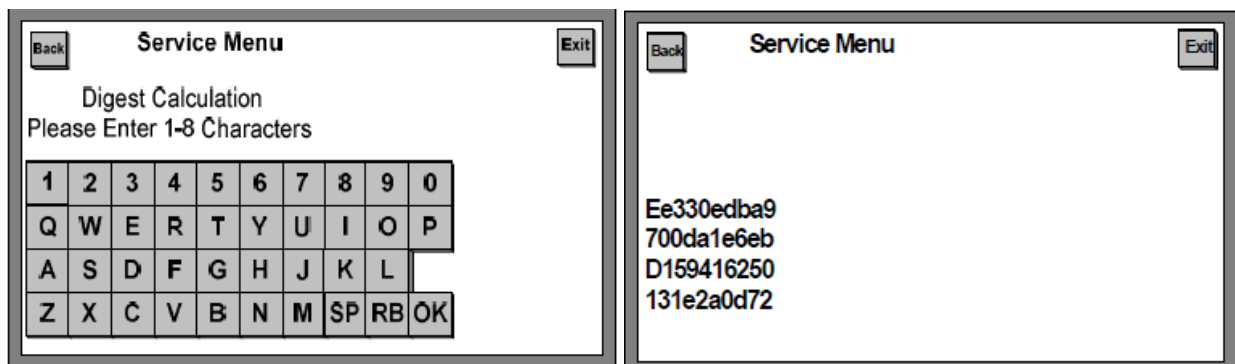 Back Service Menu Exit
Digest Calculation
Please Enter 1-8 Characters
1 2 3 4 5 6 7 8 9 0
Q W E R T Y U I O P
A S D F G H J K L
Z X C V B N M SP RB OK
Back Service Menu Exit
Ee330edba9
700da1e6eb
D159416250
131e2a0d72